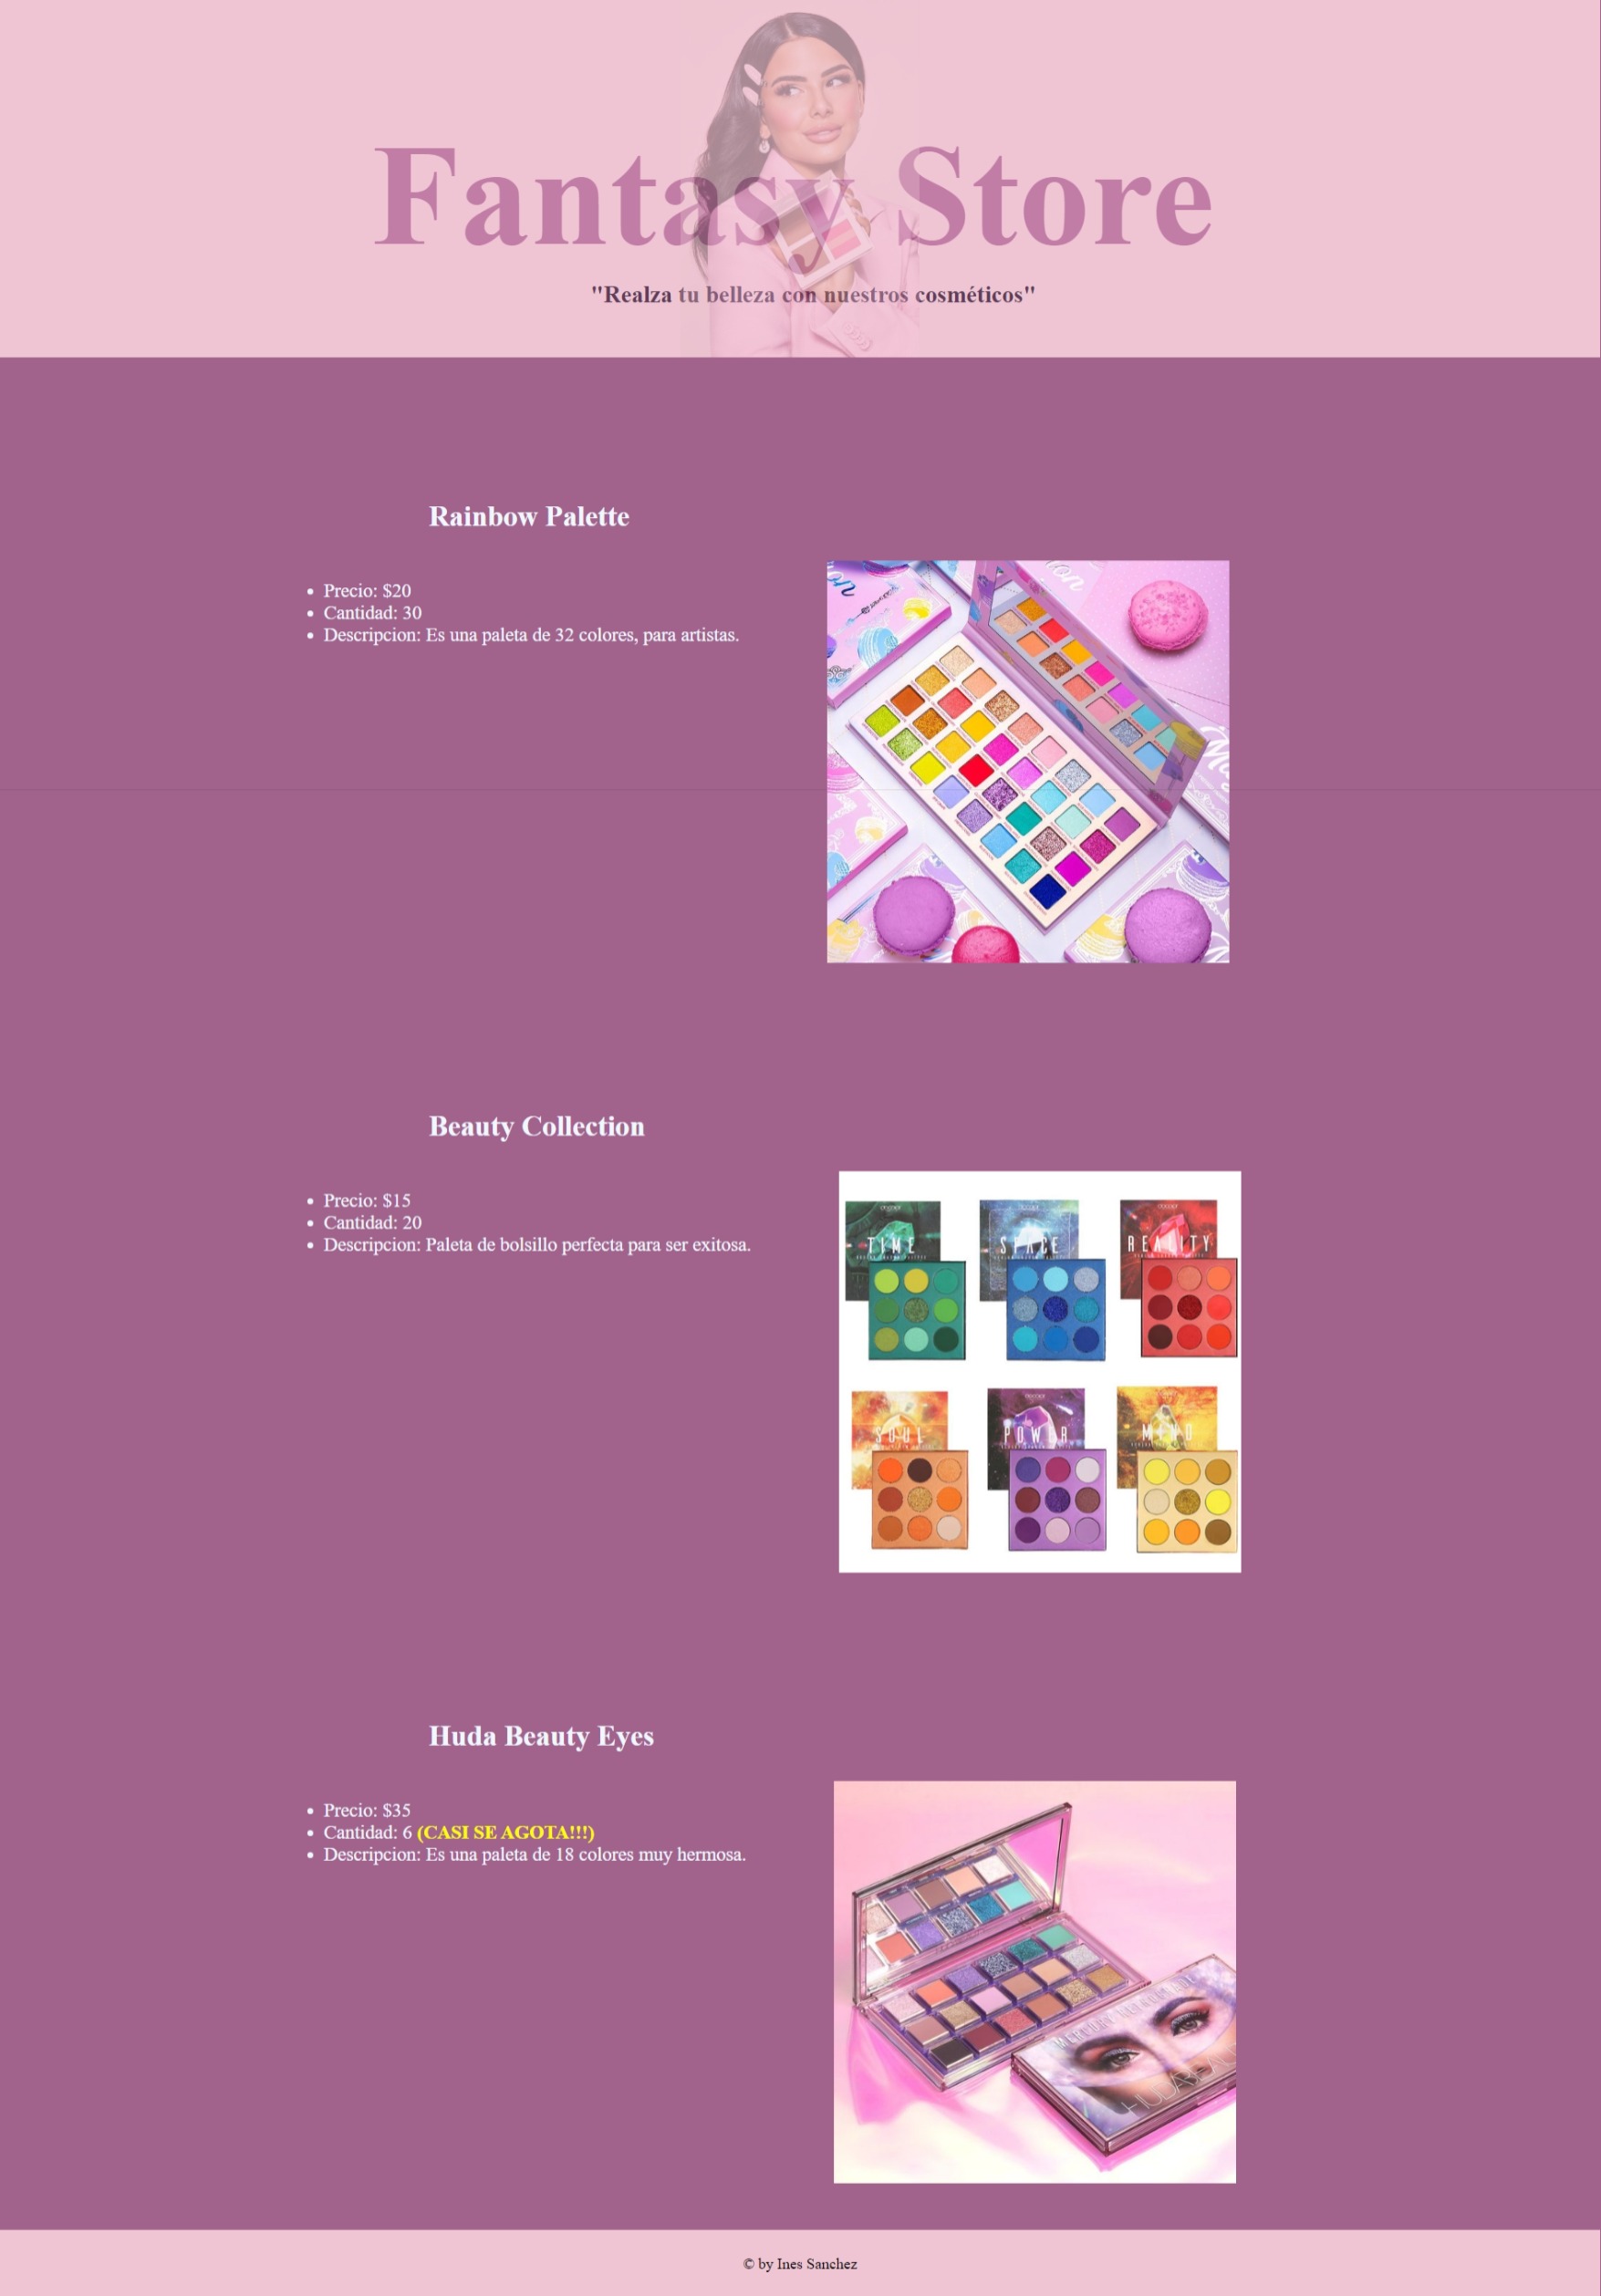 Fantasy Store
"Realza tu belleza con nuestros cosméticos"
Rainbow Palette
Precio: $20
Cantidad: 30
Descripcion: Es una paleta de 32 colores, para artistas.
Beauty Collection
Precio: $15
Cantidad: 20
Descripcion: Paleta de bolsillo perfecta para ser exitosa.
TIME
SPACE
REALITY
SOUL
POWER
MIND
Huda Beauty Eyes
Precio: $35
Cantidad: 6 (CASI SE AGOTA!!!)
Descripcion: Es una paleta de 18 colores muy hermosa.
© by Ines Sanchez